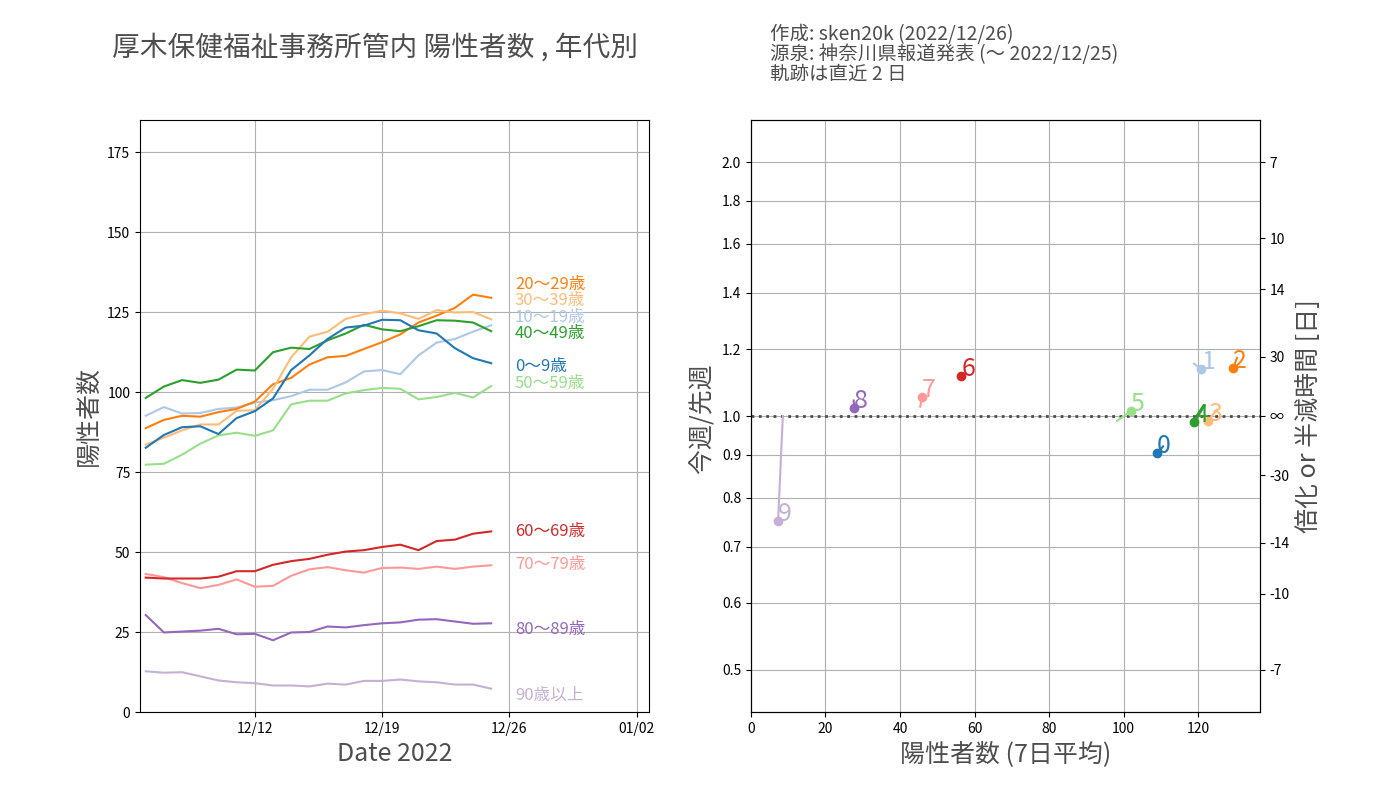 厚木保健福祉事務所管内 陽性者数 , 年代別
作成: sken20k (2022/12/26)
源泉: 神奈川県報道発表 (〜 2022/12/25)
軌跡は直近 2 日
陽性者数
175
150
125
100
75
50
25
0
12/12
12/19
12/26
01/02
Date 2022
20〜29歳
30〜39歳
10〜19歳
40〜49歳
0〜9歳
50〜59歳
60〜69歳
70〜79歳
80〜89歳
90歳以上
今週/先週
2.0
1.8
1.6
1.4
1.2
1.0
0.9
0.8
0.7
0.6
0.5
0
20
40
60
80
100
120
陽性者数 (7日平均)
9
8
7
6
5
4
3
2
1
0
7
10
14
30
∞
-30
-14
-10
-7
倍化 or 半減時間 [日]